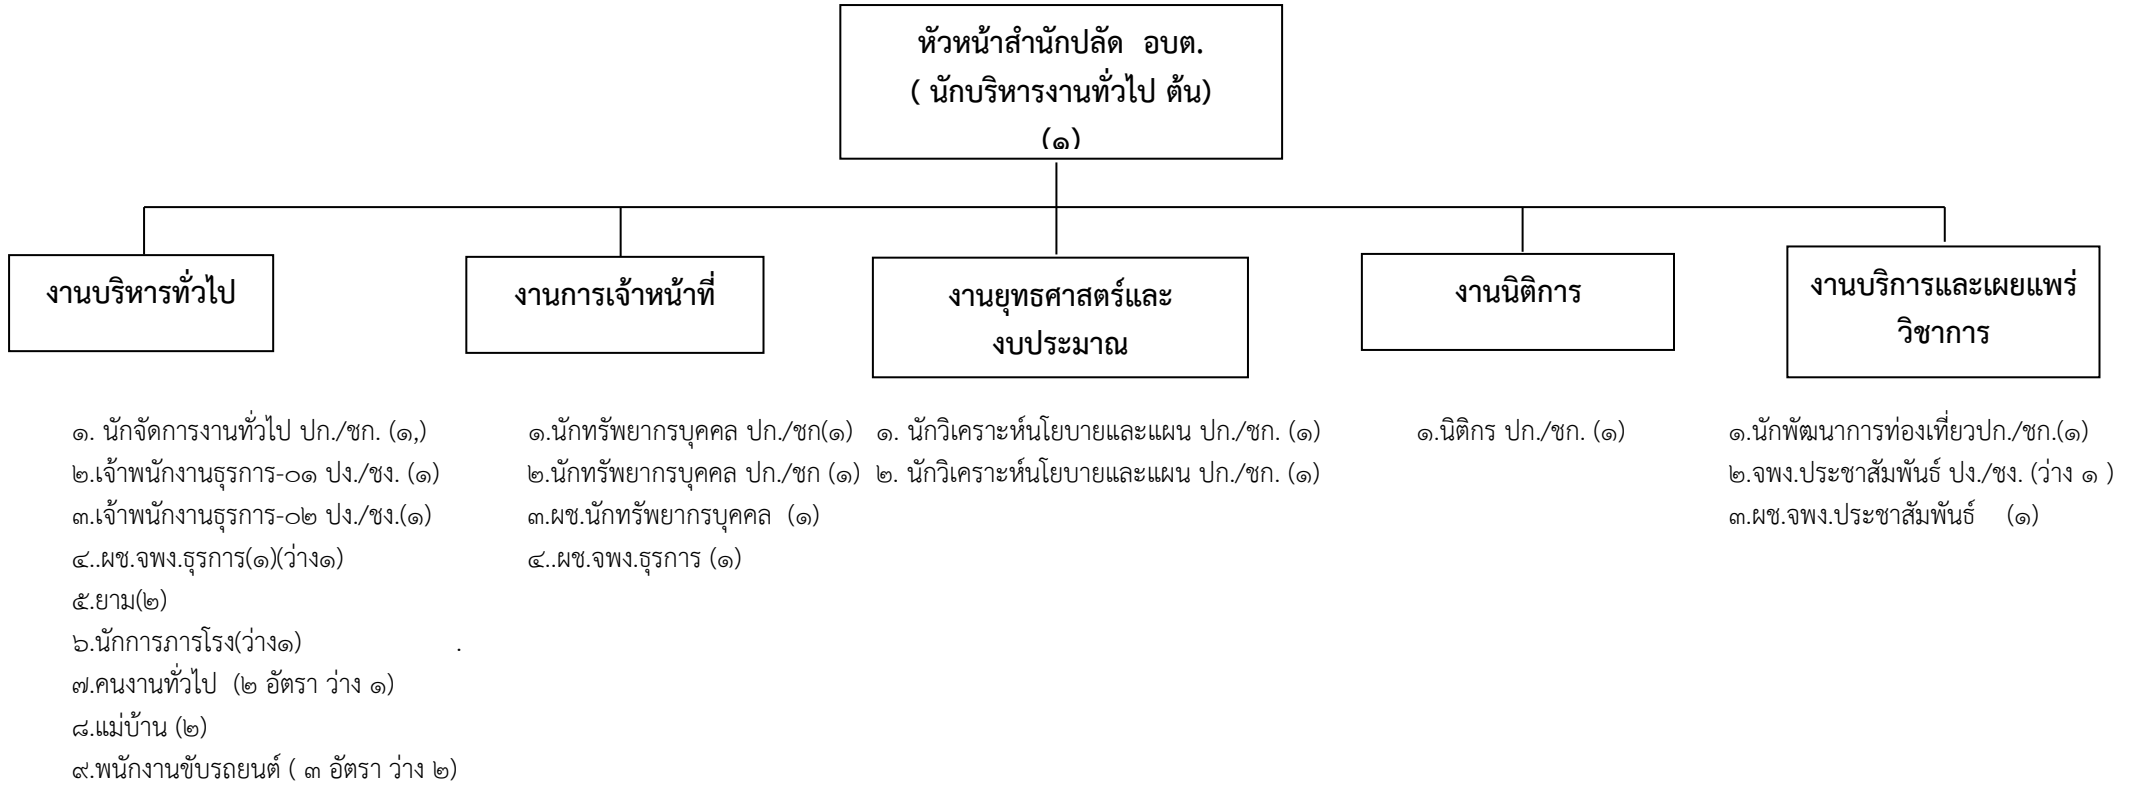 หัวหน้าสำนักปลัด อบต.
( นักบริหารงานทั่วไป ต้น)
(๑)
งานบริหารทั่วไป
๑. นักจัดการงานทั่วไป ปก./ชก. (๑,)
๒.เจ้าพนักงานธุรการ-๐๑ ปง./ชง. (๑)
๓.เจ้าพนักงานธุรการ-๐๒ ปง./ชง.(๑)
๔..ผช.จพง.ธุรการ(๑)(ว่าง๑)
๕.ยาม(๒)
๖.นักการภารโรง(ว่าง๑) .
๗.คนงานทั่วไป (๒ อัตรา ว่าง ๑)
๘.แม่บ้าน (๒)
๙.พนักงานขับรถยนต์ ( ๓ อัตรา ว่าง ๒)
งานการเจ้าหน้าที่
๑.นักทรัพยากรบุคคล ปก./ชก(๑)
๒.นักทรัพยากรบุคคล ปก./ชก (๑)
๓.ผช.นักทรัพยากรบุคคล (๑)
๔..ผช.จพง.ธุรการ (๑)
งานยุทธศาสตร์และ
งบประมาณ
๑. นักวิเคราะห์นโยบายและแผน ปก./ชก. (๑)
๒. นักวิเคราะห์นโยบายและแผน ปก./ชก. (๑)
งานนิติการ
๑.นิติกร ปก./ชก. (๑)
งานบริการและเผยแพร่
วิชาการ
๑.นักพัฒนาการท่องเที่ยวปก./ชก.(๑)
๒.จพง.ประชาสัมพันธ์ ปง./ชง. (ว่าง ๑ )
๓.ผช.จพง.ประชาสัมพันธ์ (๑)